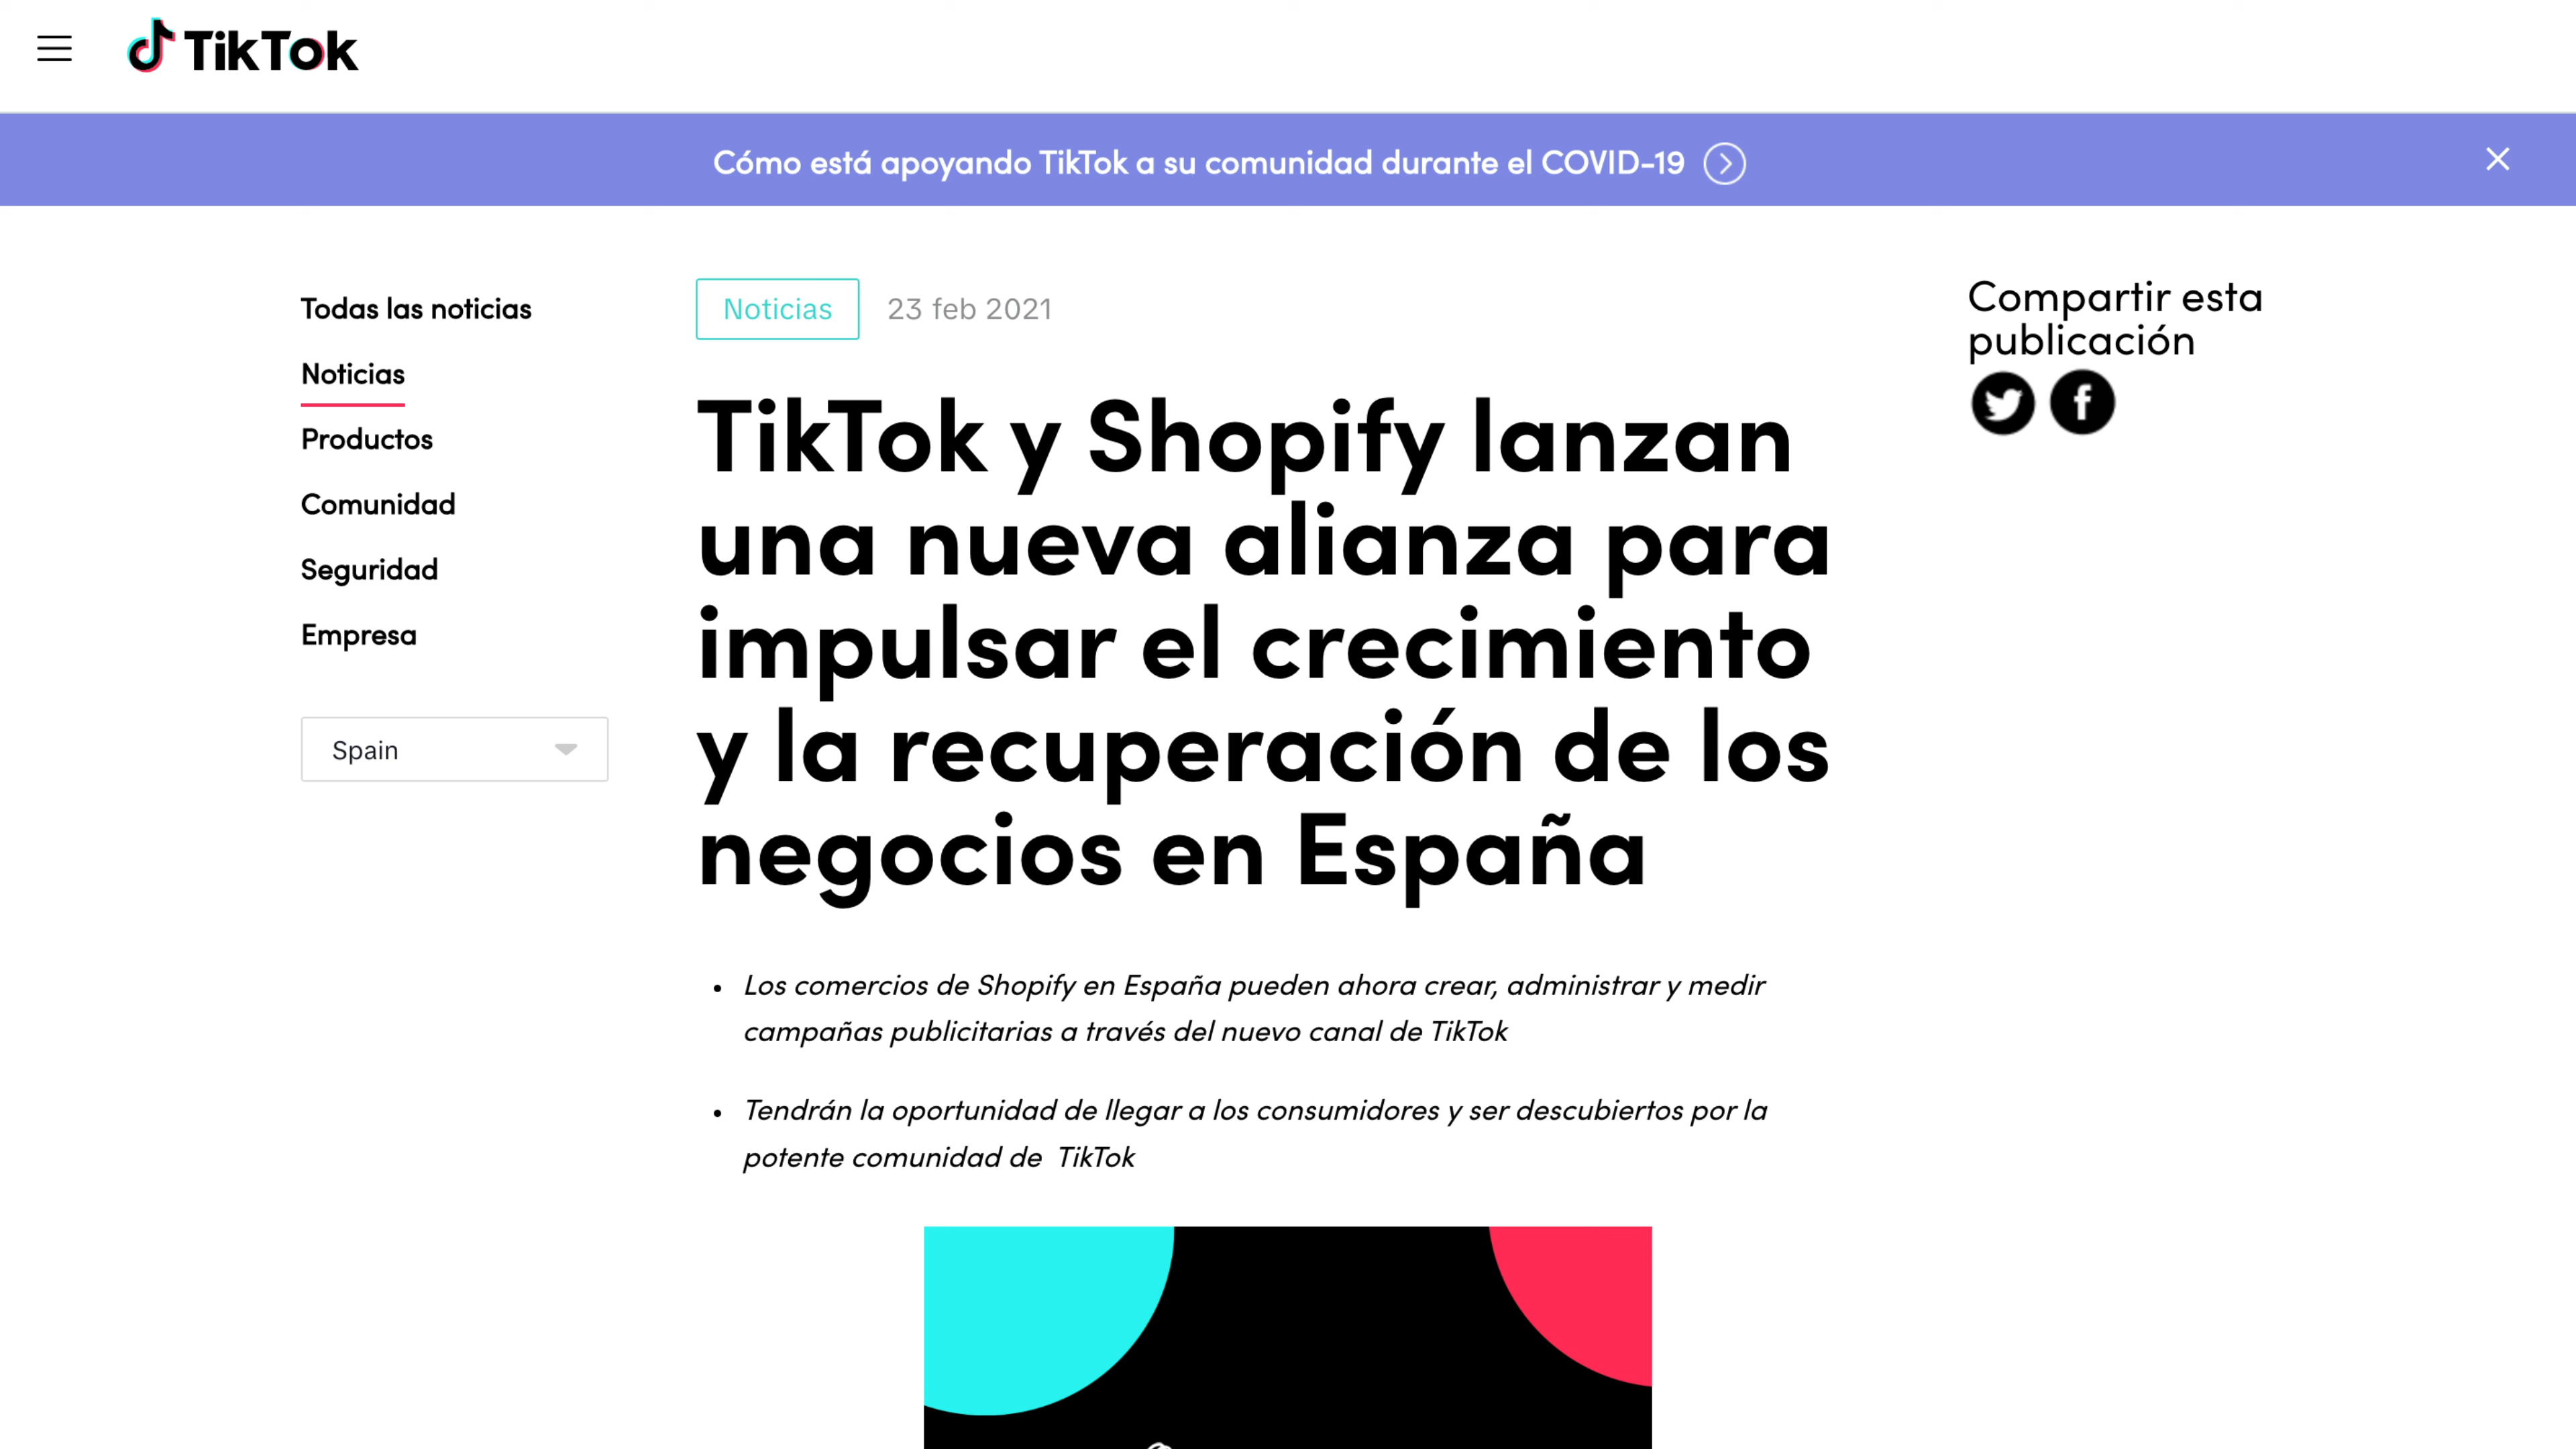 TikTok
Cómo está apoyando TikTok a su comunidad durante el COVID-19
Todas las noticias
Noticias
Productos
Comunidad
Seguridad
Empresa
Spain
Noticias 23 feb 2021
TikTok y Shopify lanzan
una nueva alianza para
impulsar el crecimiento
y la recuperación de los
negocios en España
• Los comercios de Shopify en España pueden ahora crear, administrar y medir
campañas publicitarias a través del nuevo canal de TikTok
• Tendrán la oportunidad de llegar a los consumidores y ser descubiertos por la
potente comunidad de  TikTok
Compartir esta
publicación